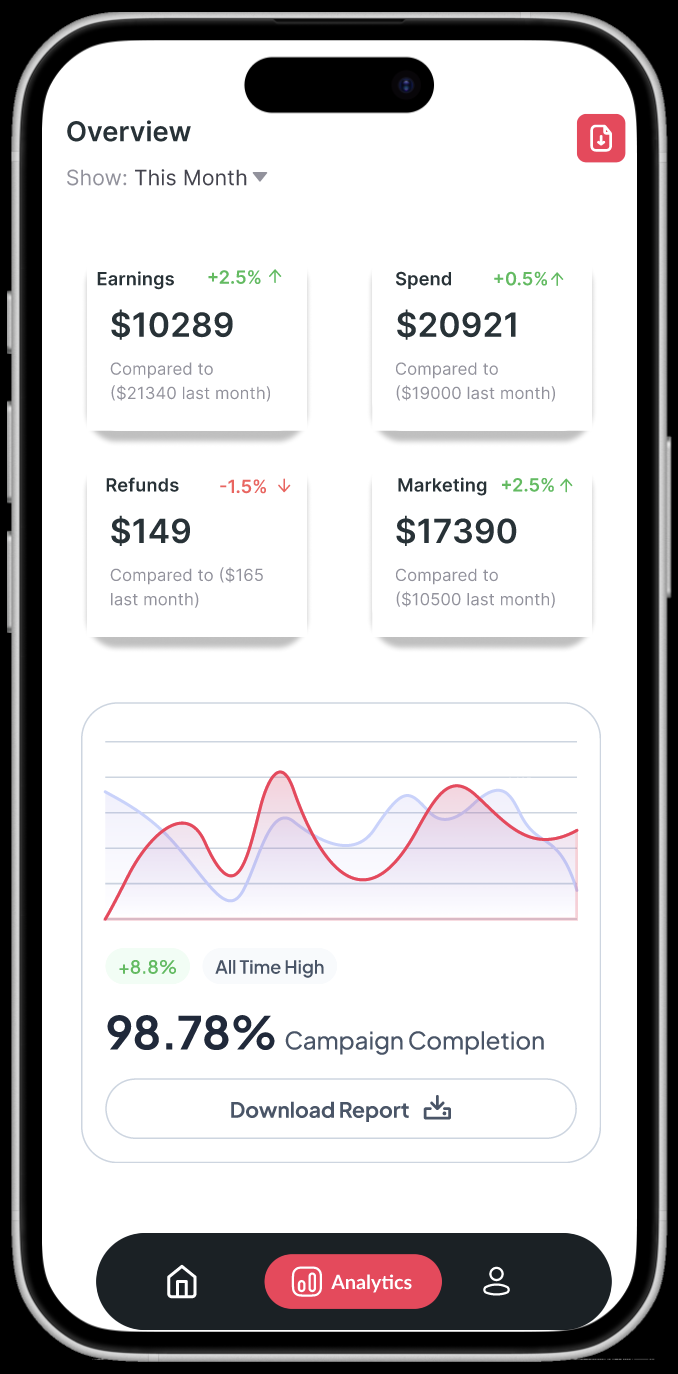 Overview
Show: This Month
Earnings +2.5%
$10289
Compared to
($21340 last month)
Spend +0.5%
$20921
Compared to
($19000 last month)
Refunds -1.5%
$149
Compared to ($165
last month)
Marketing +2.5%
$17390
Compared to
($10500 last month)
+8.8% All Time High
98.78% Campaign Completion
Download Report
Analytics